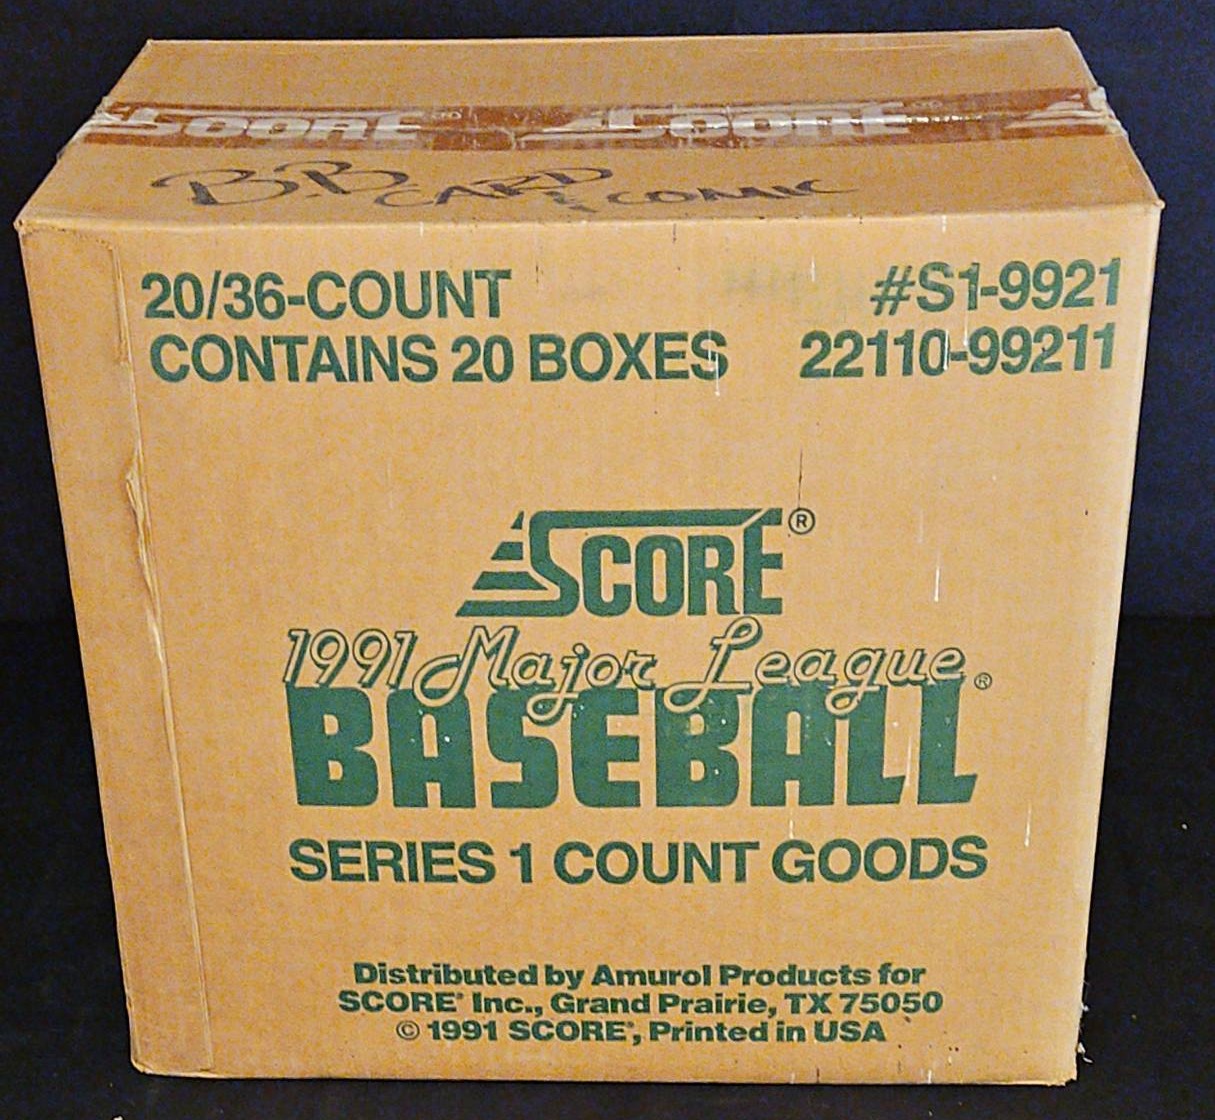 SCORE SCORE
B.B CARD & COMIC
20/36-COUNT #S1-9921
CONTAINS 20 BOXES 22110-99211
SCORE®
1991 Major League
BASEBALL®
SERIES 1 COUNT GOODS
Distributed by Amurol Products for
SCORE® Inc., Grand Prairie, TX 75050
© 1991 SCORE®, Printed in USA